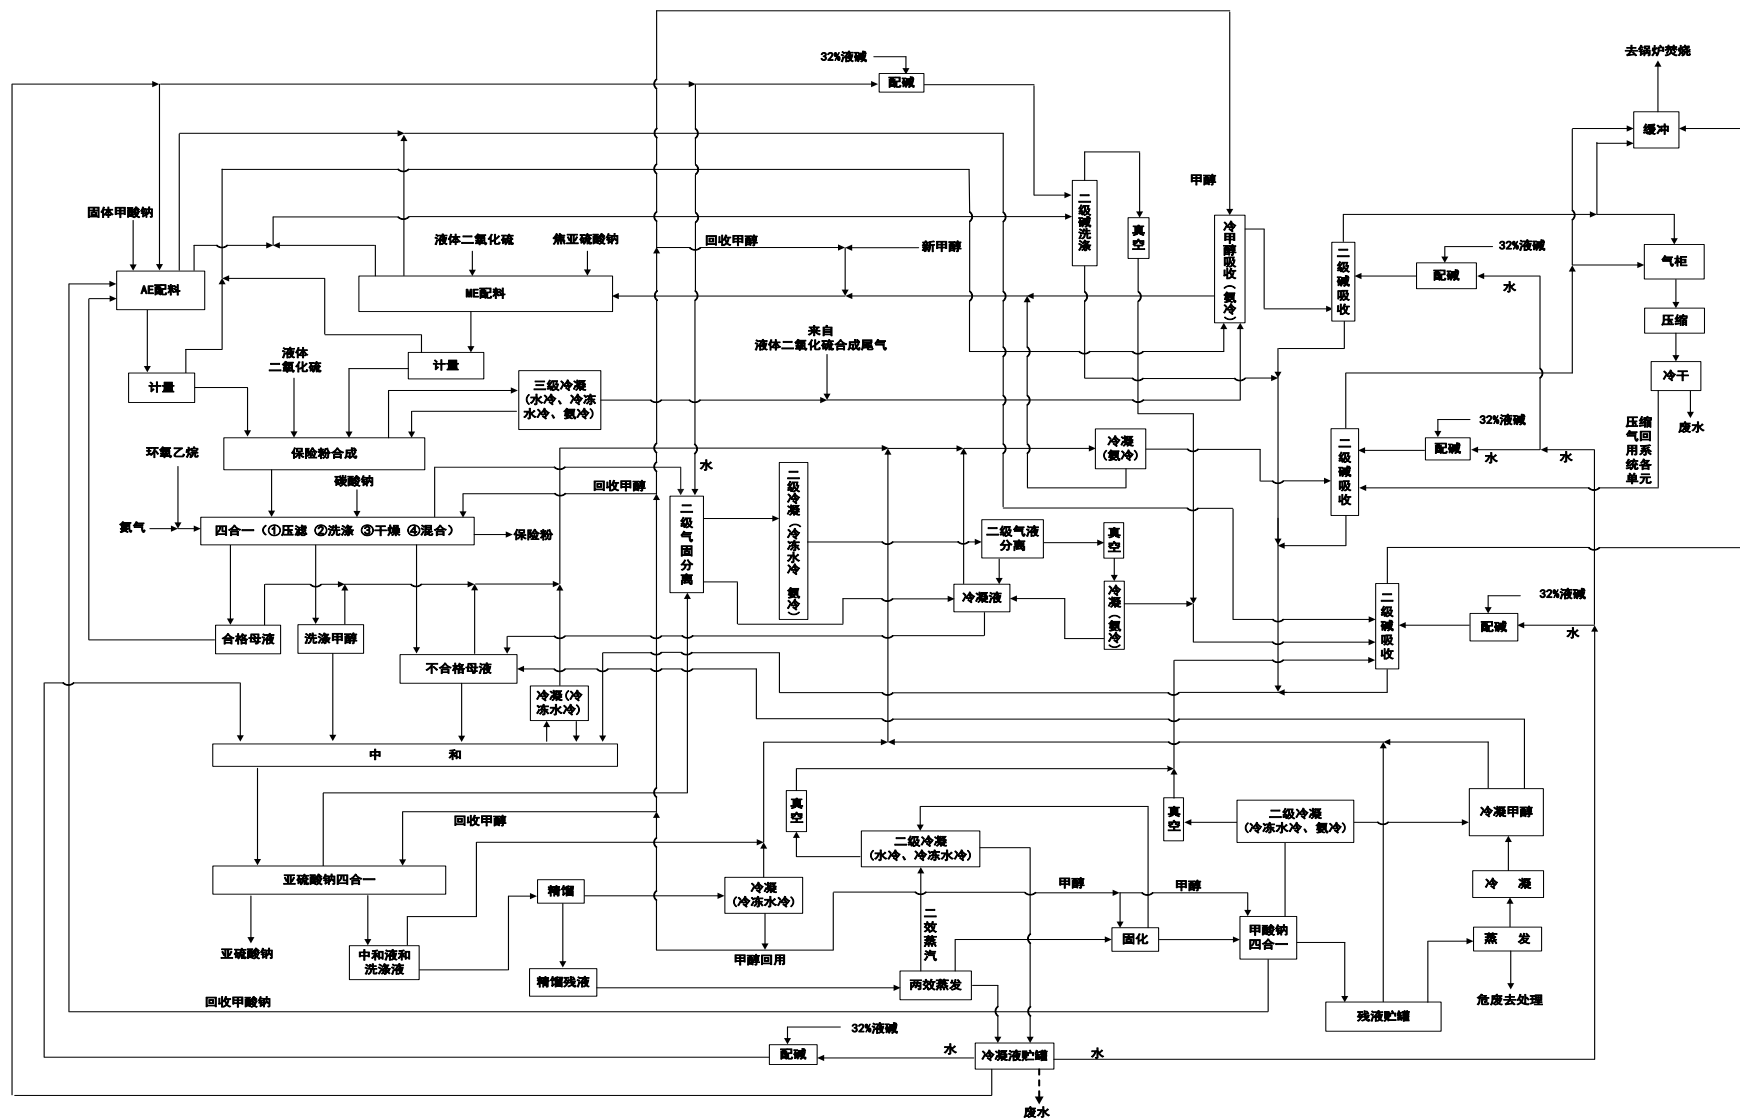 去锅炉焚烧
32%液碱
配碱
缓冲
甲醇
固体甲酸钠
液体二氧化硫
焦亚硫酸钠
回收甲醇
新甲醇
二级碱洗涤
真空
冷甲醇吸收（氨冷）
二级碱吸收
32%液碱
配碱
水
气柜
AE配料
ME配料
压缩
来自
液体二氧化硫合成尾气
液体
二氧化硫
计量
计量
三级冷凝
(水冷、冷冻
水冷、氨冷)
冷干
废水
压缩
气回
用系
统各
单元
32%液碱
配碱
水
水
二级碱吸收
冷凝
(氨冷)
保险粉合成
环氧乙烷
碳酸钠
回收甲醇
水
二级冷凝（冷冻水冷 氨冷）
氮气
四合一（①压滤 ②洗涤 ③干燥 ④混合）
保险粉
二级气固分离
二级气液
分离
真空
冷凝液
冷凝（氨冷）
二级碱吸收
32%液碱
配碱
水
合格母液
洗涤甲醇
不合格母液
冷凝(冷
冻水冷)
中 和
真空
真空
二级冷凝
(冷冻水冷、氨冷)
冷凝甲醇
回收甲醇
二级冷凝
(水冷、冷冻水冷)
亚硫酸钠四合一
精馏
冷凝
(冷冻水冷)
甲醇
甲醇
冷 凝
二效蒸汽
亚硫酸钠
中和液和
洗涤液
甲醇回用
固化
甲酸钠
四合一
蒸 发
精馏残液
两效蒸发
危废去处理
回收甲酸钠
残液贮罐
32%液碱
配碱
水
冷凝液贮罐
水
废水